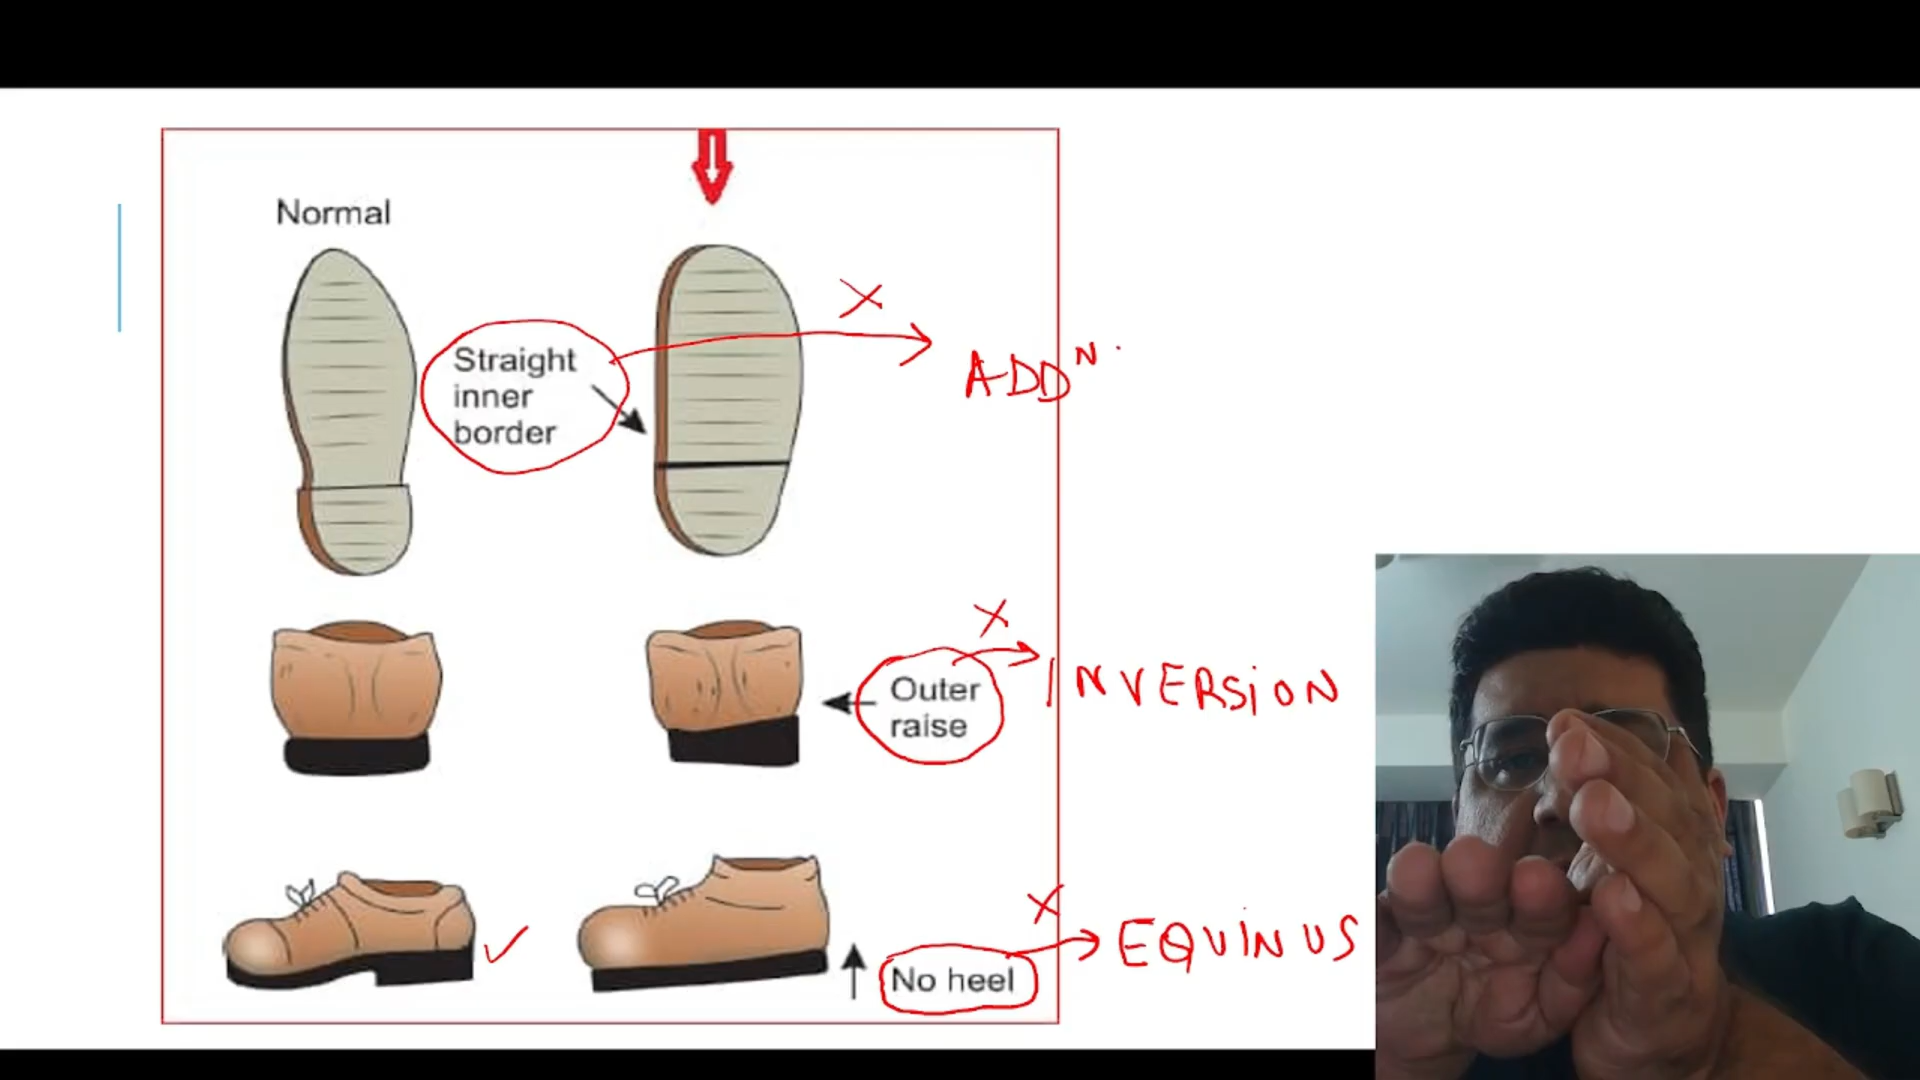 Normal
Straight
inner
border
X
ADDᴺ.
X
Outer
raise
INVERSION
X
No heel
EQUINUS